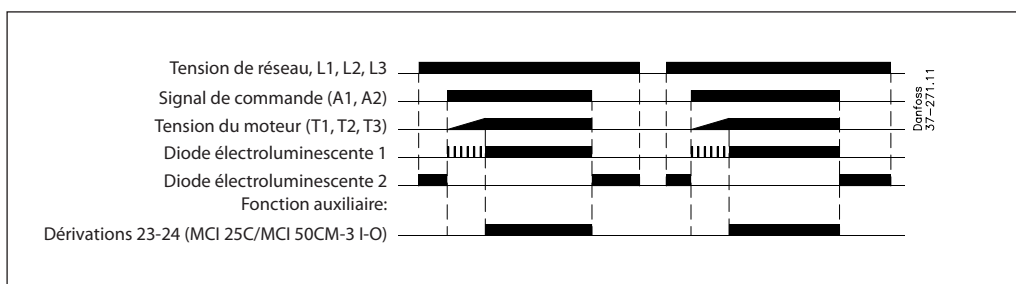 Tension de réseau, L1, L2, L3
Signal de commande (A1, A2)
Tension du moteur (T1, T2, T3)
Diode électroluminescente 1
Diode électroluminescente 2
Fonction auxiliaire:
Dérivations 23-24 (MCI 25C/MCI 50CM-3 I-O)
Danfoss
37-271.11